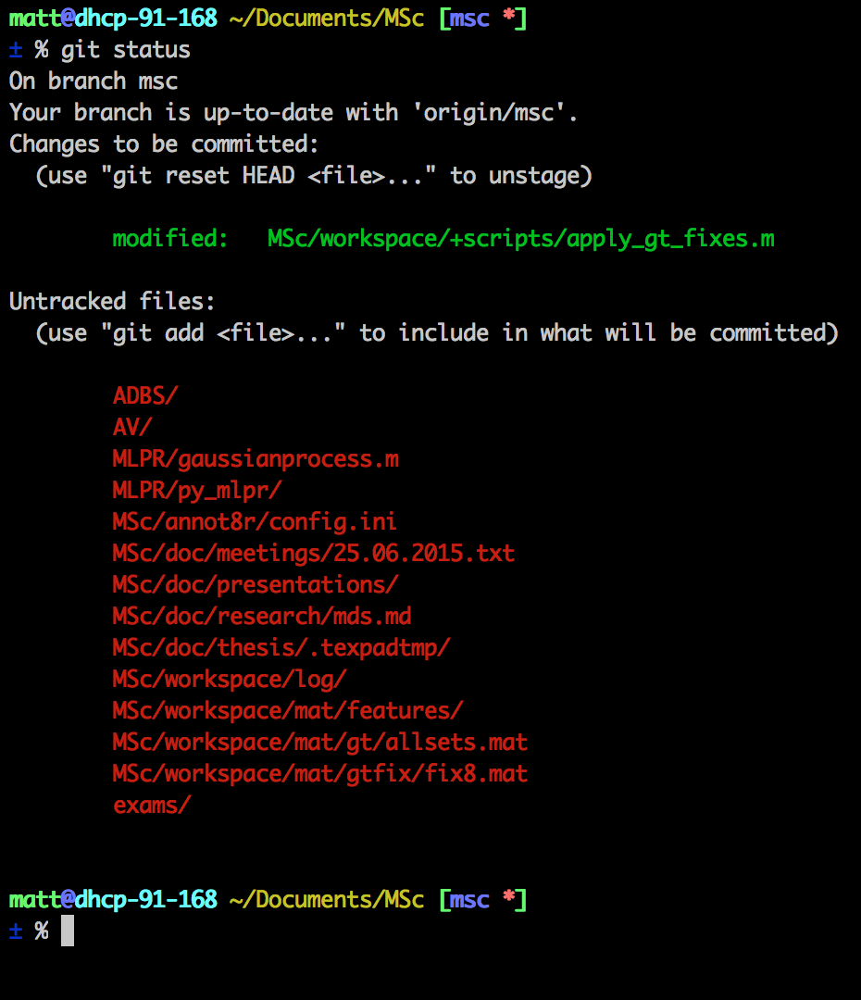 matt@dhcp-91-168 ~/Documents/MSc [msc *]
± % git status
On branch msc
Your branch is up-to-date with 'origin/msc'.
Changes to be committed:
  (use "git reset HEAD <file>..." to unstage)
        modified:   MSc/workspace/+scripts/apply_gt_fixes.m
Untracked files:
  (use "git add <file>..." to include in what will be committed)
        ADBS/
        AV/
        MLPR/gaussianprocess.m
        MLPR/py_mlpr/
        MSc/annot8r/config.ini
        MSc/doc/meetings/25.06.2015.txt
        MSc/doc/presentations/
        MSc/doc/research/mds.md
        MSc/doc/thesis/.texpadtmp/
        MSc/workspace/log/
        MSc/workspace/mat/features/
        MSc/workspace/mat/gt/allsets.mat
        MSc/workspace/mat/gtfix/fix8.mat
        exams/
matt@dhcp-91-168 ~/Documents/MSc [msc *]
± %